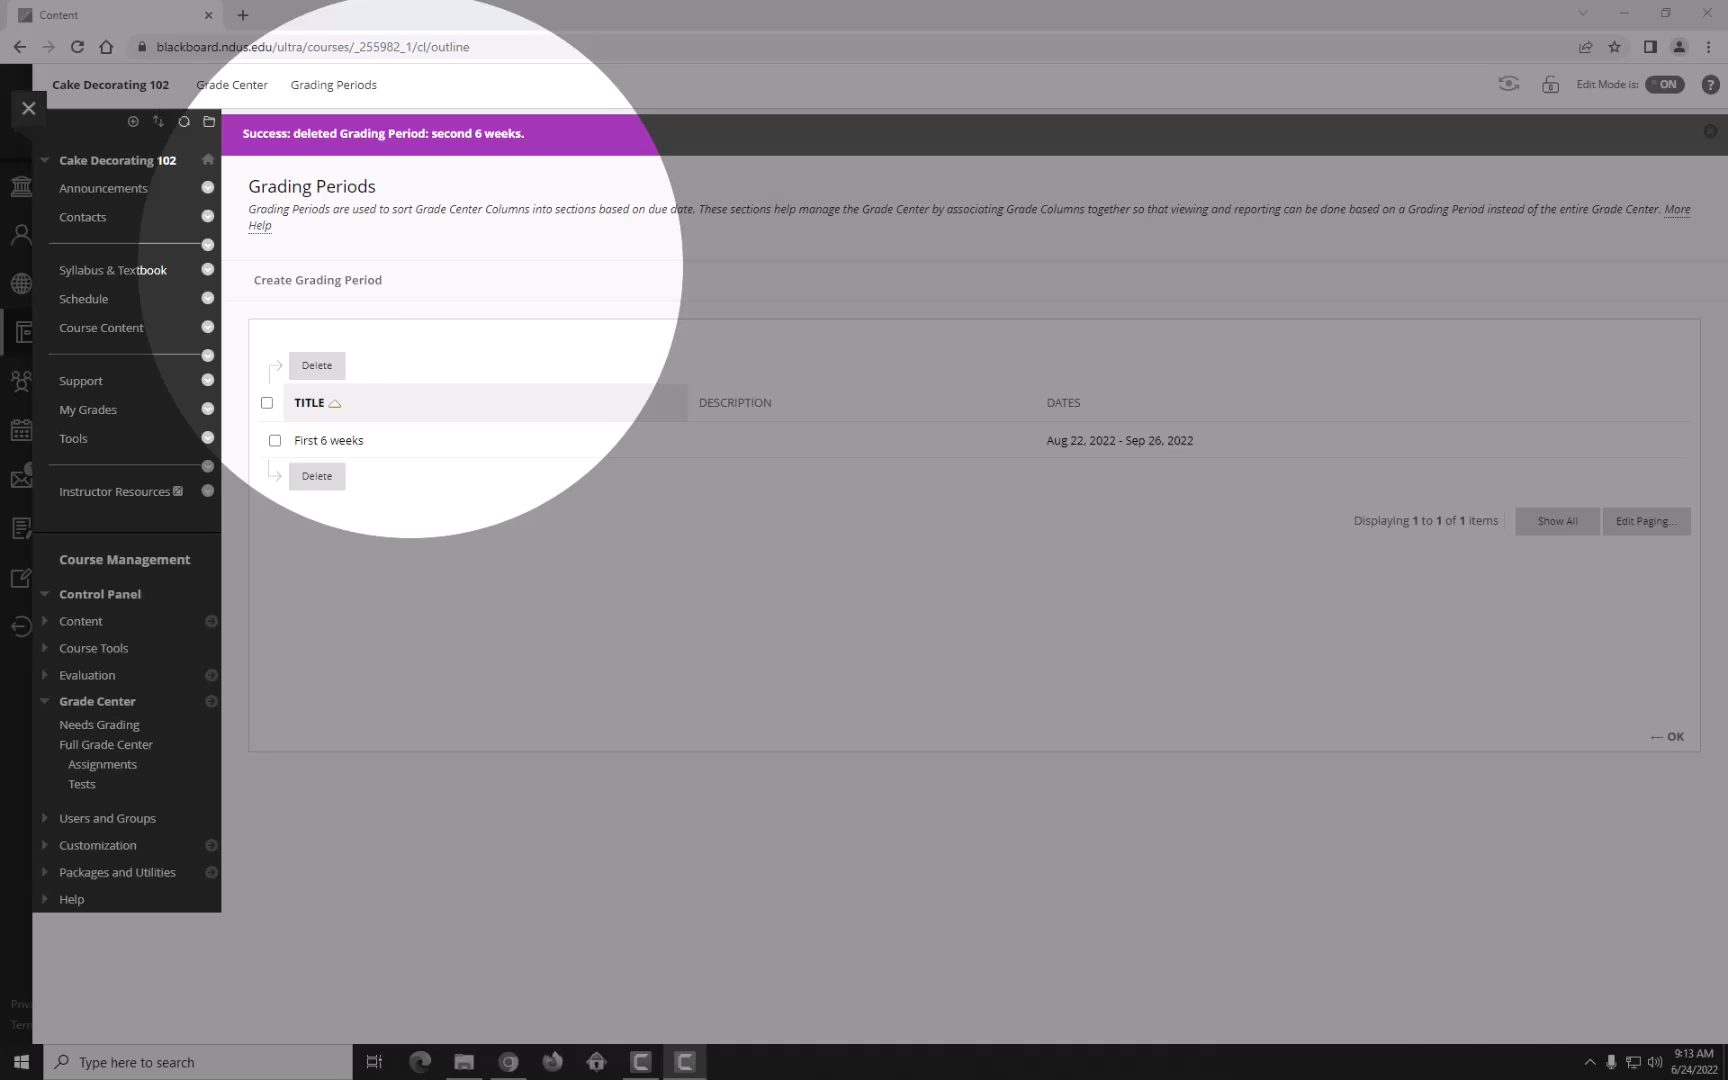 Content
blackboard.ndus.edu/ultra/courses/_255982_1/cl/outline
Cake Decorating 102
Grade Center
Grading Periods
Edit Mode is:
ON
?
Success: deleted Grading Period: second 6 weeks.
Cake Decorating 102
Announcements
Contacts
Syllabus & Textbook
Schedule
Course Content
Support
My Grades
Tools
Instructor Resources
Course Management
Control Panel
Content
Course Tools
Evaluation
Grade Center
Needs Grading
Full Grade Center
Assignments
Tests
Users and Groups
Customization
Packages and Utilities
Help
Grading Periods
Grading Periods are used to sort Grade Center Columns into sections based on due date. These sections help manage the Grade Center by associating Grade Columns together so that viewing and reporting can be done based on a Grading Period instead of the entire Grade Center. More
Help
Create Grading Period
Delete
TITLE
DESCRIPTION
DATES
First 6 weeks
Aug 22, 2022 - Sep 26, 2022
Delete
Displaying 1 to 1 of 1 items
Show All
Edit Paging...
← OK
Priv
Term
Type here to search
9:13 AM
6/24/2022